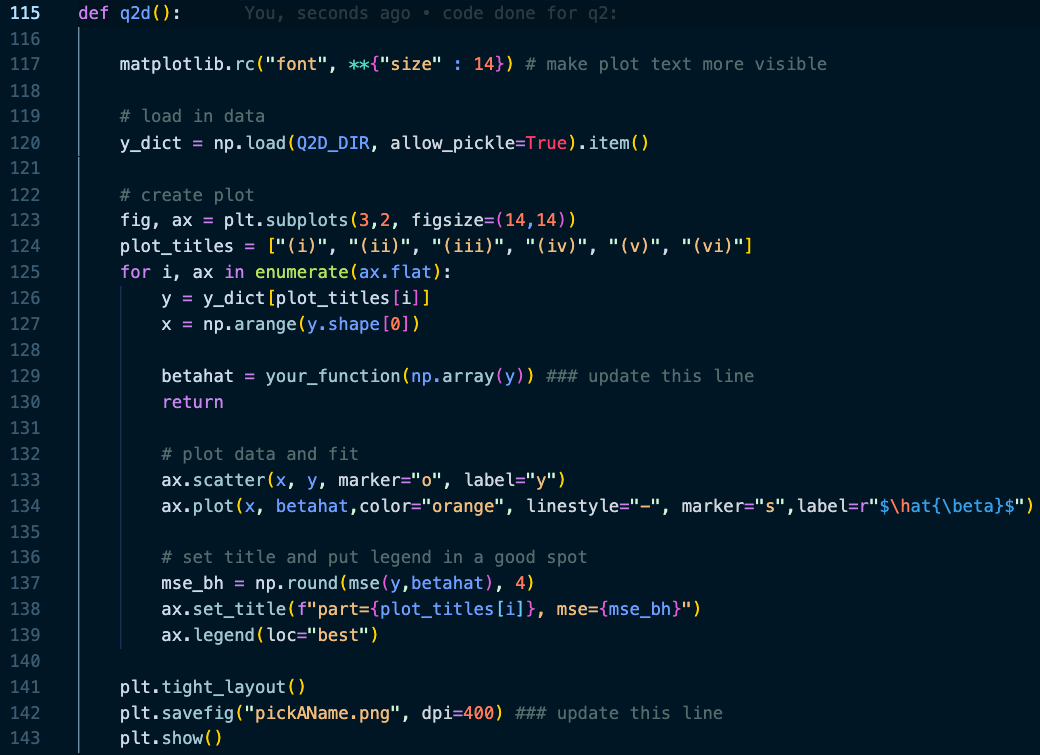 115 def q2d():      You, seconds ago • code done for q2:
116
117     matplotlib.rc("font", **{"size" : 14}) # make plot text more visible
118
119     # load in data
120     y_dict = np.load(Q2D_DIR, allow_pickle=True).item()
121
122     # create plot
123     fig, ax = plt.subplots(3,2, figsize=(14,14))
124     plot_titles = ["(i)", "(ii)", "(iii)", "(iv)", "(v)", "(vi)"]
125     for i, ax in enumerate(ax.flat):
126         y = y_dict[plot_titles[i]]
127         x = np.arange(y.shape[0])
128
129         betahat = your_function(np.array(y)) ### update this line
130         return
131
132         # plot data and fit
133         ax.scatter(x, y, marker="o", label="y")
134         ax.plot(x, betahat,color="orange", linestyle="-", marker="s",label=r"$\hat{\beta}$")
135
136         # set title and put legend in a good spot
137         mse_bh = np.round(mse(y,betahat), 4)
138         ax.set_title(f"part={plot_titles[i]}, mse={mse_bh}")
139         ax.legend(loc="best")
140
141     plt.tight_layout()
142     plt.savefig("pickAName.png", dpi=400) ### update this line
143     plt.show()